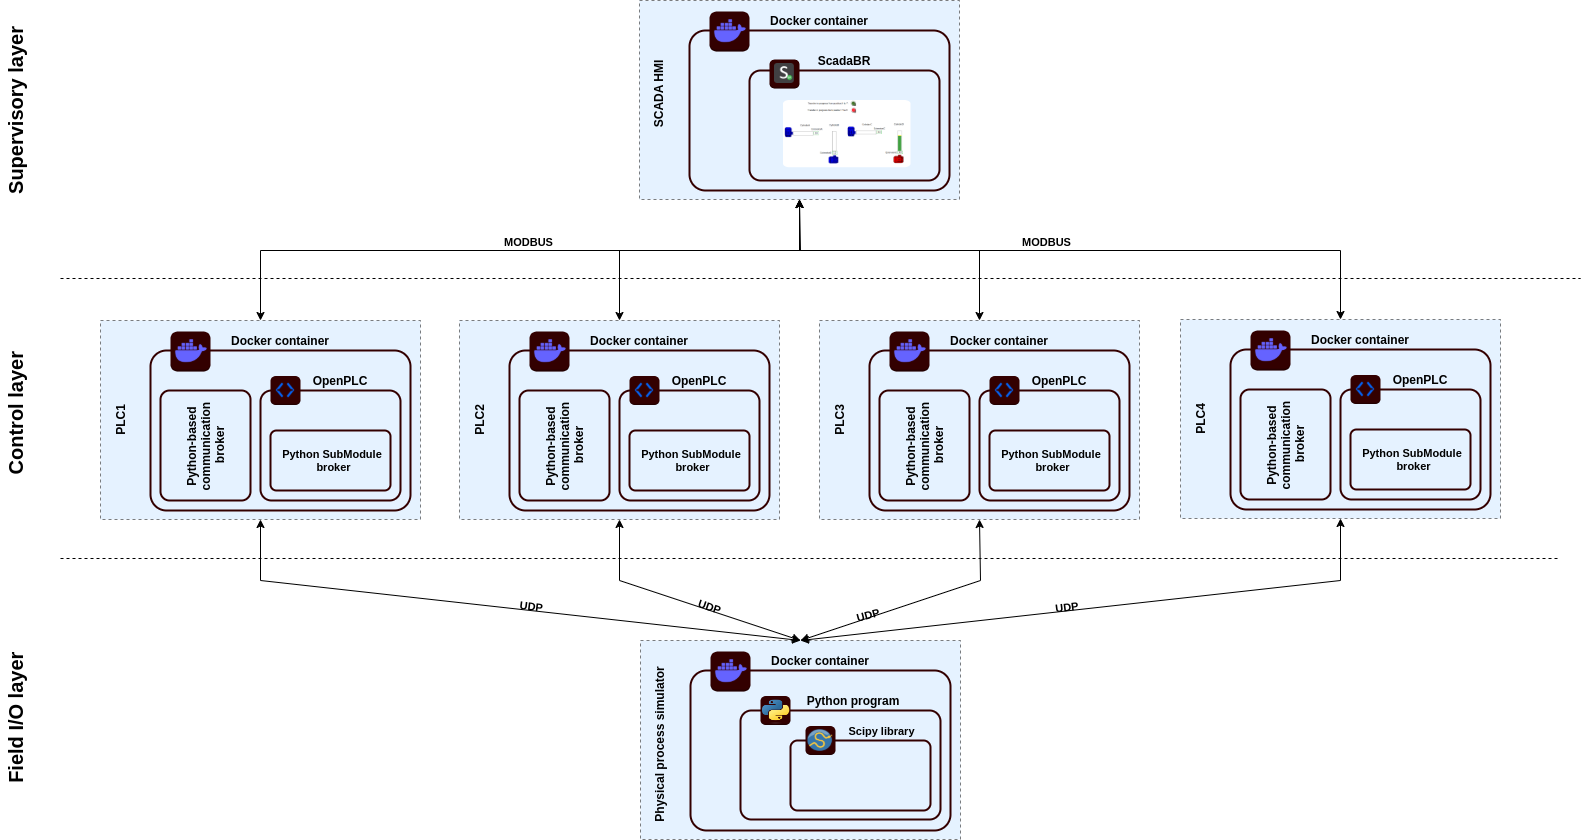 Supervisory layer
SCADA HMI
Docker container
ScadaBR
MODBUS
MODBUS
Control layer
PLC1
Docker container
Python-based
communication
broker
OpenPLC
Python SubModule
broker
PLC2
Docker container
Python-based
communication
broker
OpenPLC
Python SubModule
broker
PLC3
Docker container
Python-based
communication
broker
OpenPLC
Python SubModule
broker
PLC4
Docker container
Python-based
communication
broker
OpenPLC
Python SubModule
broker
UDP
UDP
UDP
UDP
Field I/O layer
Physical process simulator
Docker container
Python program
Scipy library